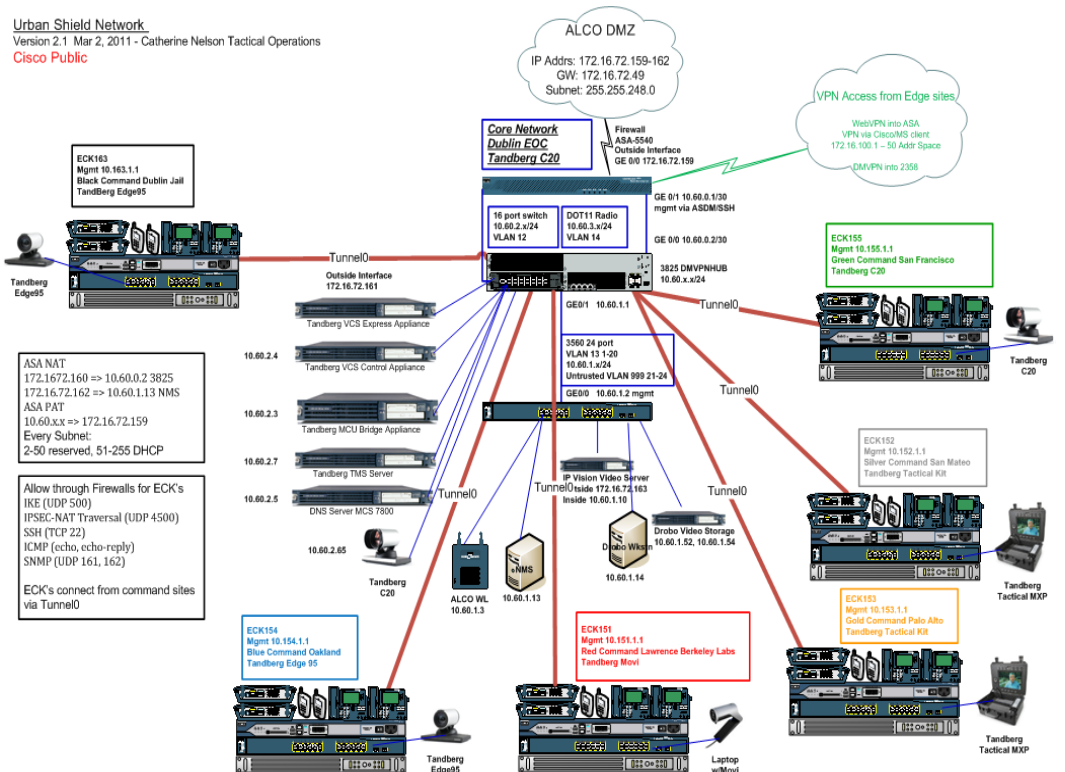 Urban Shield Network
Version 2.1 Mar 2, 2011 - Catherine Nelson Tactical Operations
Cisco Public
ALCO DMZ
IP Addrs: 172.16.72.159-162
GW: 172.16.72.49
Subnet: 255.255.248.0
VPN Access from Edge sites
WebVPN into ASA
VPN via Cisco/MS client
172.16.100.1 – 50 Addr Space
DMVPN into 2358
Core Network
Dublin EOC
Tandberg C20
Firewall
ASA-5540
Outside Interface
GE 0/0 172.16.72.159
ECK163
Mgmt 10.163.1.1
Black Command Dublin Jail
TandBerg Edge95
Tandberg
Edge95
GE 0/1 10.60.0.1/30
mgmt via ASDM/SSH
16 port switch
10.60.2.x/24
VLAN 12
DOT11 Radio
10.60.3.x/24
VLAN 14
GE 0/0 10.60.0.2/30
3825 DMVPNHUB
10.60.x.x/24
Tunnel0
Outside Interface
172.16.72.161
GE0/1 10.60.1.1
Tandberg VCS Express Appliance
10.60.2.4
Tandberg VCS Control Appliance
10.60.2.3
Tandberg MCU Bridge Appliance
10.60.2.7
Tandberg TMS Server
10.60.2.5
DNS Server MCS 7800
10.60.2.65
Tandberg
C20
3560 24 port
VLAN 13 1-20
10.60.1.x/24
Untrusted VLAN 999 21-24
GE0/0 10.60.1.2 mgmt
ECK155
Mgmt 10.155.1.1
Green Command San Francisco
Tandberg C20
Tunnel0
Tandberg
C20
ASA NAT
172.1672.160 => 10.60.0.2 3825
172.16.72.162 => 10.60.1.13 NMS
ASA PAT
10.60.x.x => 172.16.72.159
Every Subnet:
2-50 reserved, 51-255 DHCP
Allow through Firewalls for ECK's
IKE (UDP 500)
IPSEC-NAT Traversal (UDP 4500)
SSH (TCP 22)
ICMP (echo, echo-reply)
SNMP (UDP 161, 162)
ECK's connect from command sites
via Tunnel0
Tunnel0
ECK152
Mgmt 10.152.1.1
Silver Command San Mateo
Tandberg Tactical Kit
Tandberg
Tactical MXP
IP Vision Video Server
172.16.72.163
Inside 10.60.1.10
Tunnel0
Tunnel0
Tunnel0
Drobo Video Storage
10.60.1.52, 10.60.1.54
Drobo
10.60.1.14
NMS
10.60.1.13
ALCO WL
10.60.1.3
ECK154
Mgmt 10.154.1.1
Blue Command Oakland
Tandberg Edge 95
Tandberg
Edge95
ECK151
Mgmt 10.151.1.1
Red Command Lawrence Berkeley Labs
Tandberg Movi
Laptop
w/Movi
ECK153
Mgmt 10.153.1.1
Gold Command Palo Alto
Tandberg Tactical Kit
Tandberg
Tactical MXP